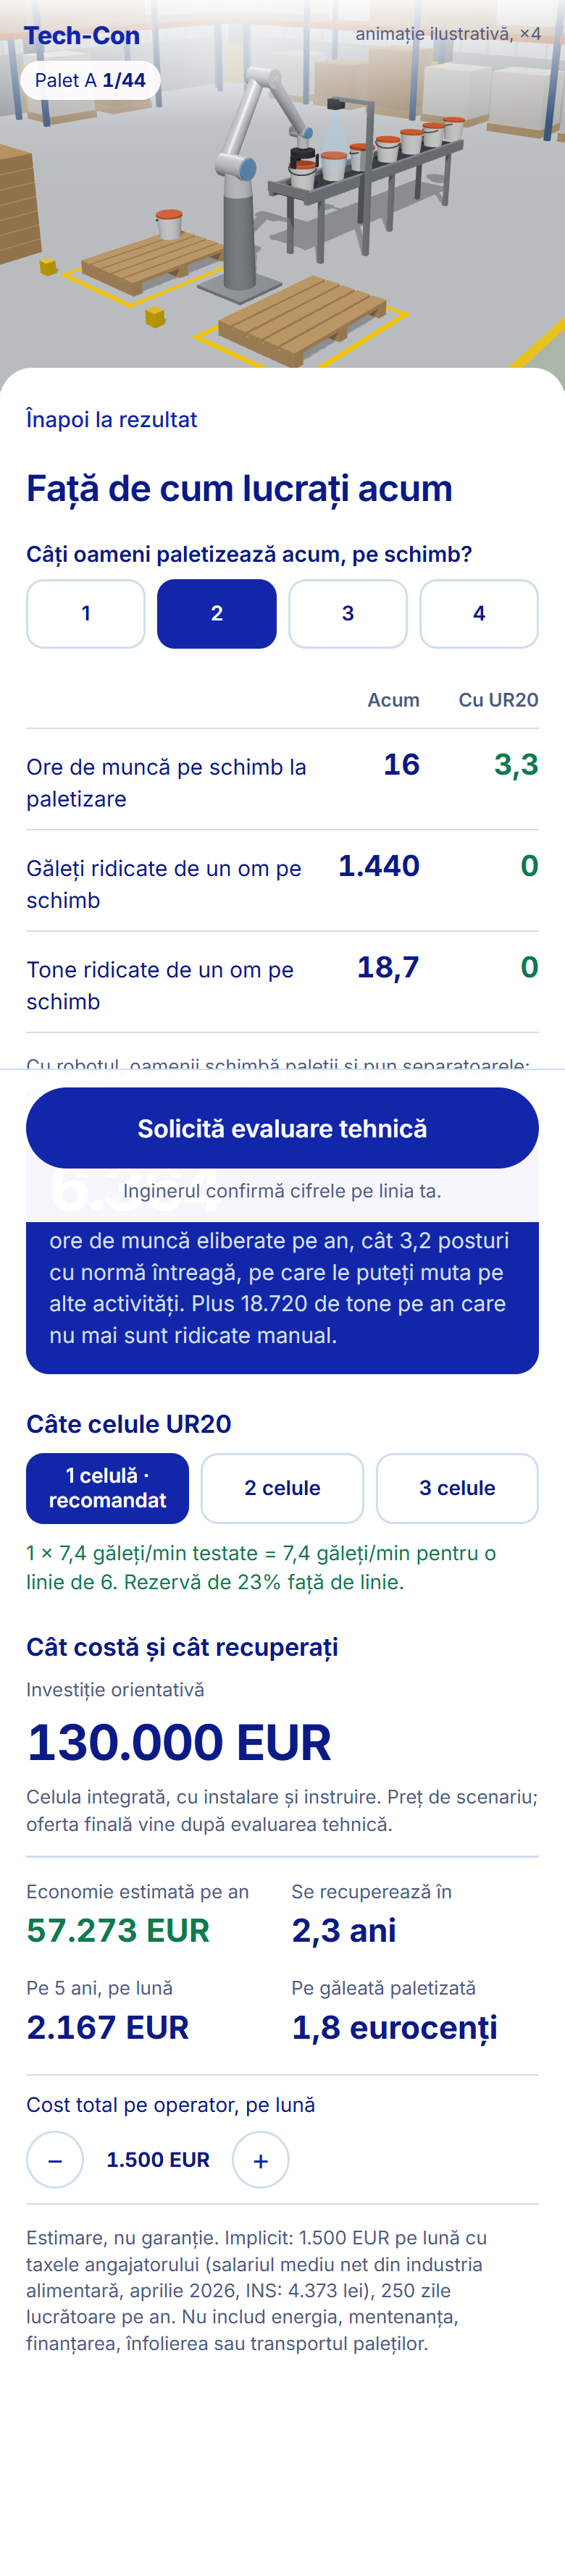 Tech-Con
animație ilustrativă, ×4
Palet A 1/44
Înapoi la rezultat
Față de cum lucrați acum
Câți oameni paletizează acum, pe schimb?
1 2 3 4
Acum Cu UR20
Ore de muncă pe schimb la paletizare 16 3,3
Găleți ridicate de un om pe schimb 1.440 0
Tone ridicate de un om pe schimb 18,7 0
Cu robotul, oamenii schimbă paleții și pun separatoarele;
Solicită evaluare tehnică
Inginerul confirmă cifrele pe linia ta.
ore de muncă eliberate pe an, cât 3,2 posturi
cu normă întreagă, pe care le puteți muta pe
alte activități. Plus 18.720 de tone pe an care
nu mai sunt ridicate manual.
Câte celule UR20
1 celulă · recomandat 2 celule 3 celule
1 × 7,4 găleți/min testate = 7,4 găleți/min pentru o
linie de 6. Rezervă de 23% față de linie.
Cât costă și cât recuperați
Investiție orientativă
130.000 EUR
Celula integrată, cu instalare și instruire. Preț de scenariu;
oferta finală vine după evaluarea tehnică.
Economie estimată pe an Se recuperează în
57.273 EUR 2,3 ani
Pe 5 ani, pe lună Pe găleată paletizată
2.167 EUR 1,8 eurocenți
Cost total pe operator, pe lună
− 1.500 EUR +
Estimare, nu garanție. Implicit: 1.500 EUR pe lună cu
taxele angajatorului (salariul mediu net din industria
alimentară, aprilie 2026, INS: 4.373 lei), 250 zile
lucrătoare pe an. Nu includ energia, mentenanța,
finanțarea, înfolierea sau transportul paleților.